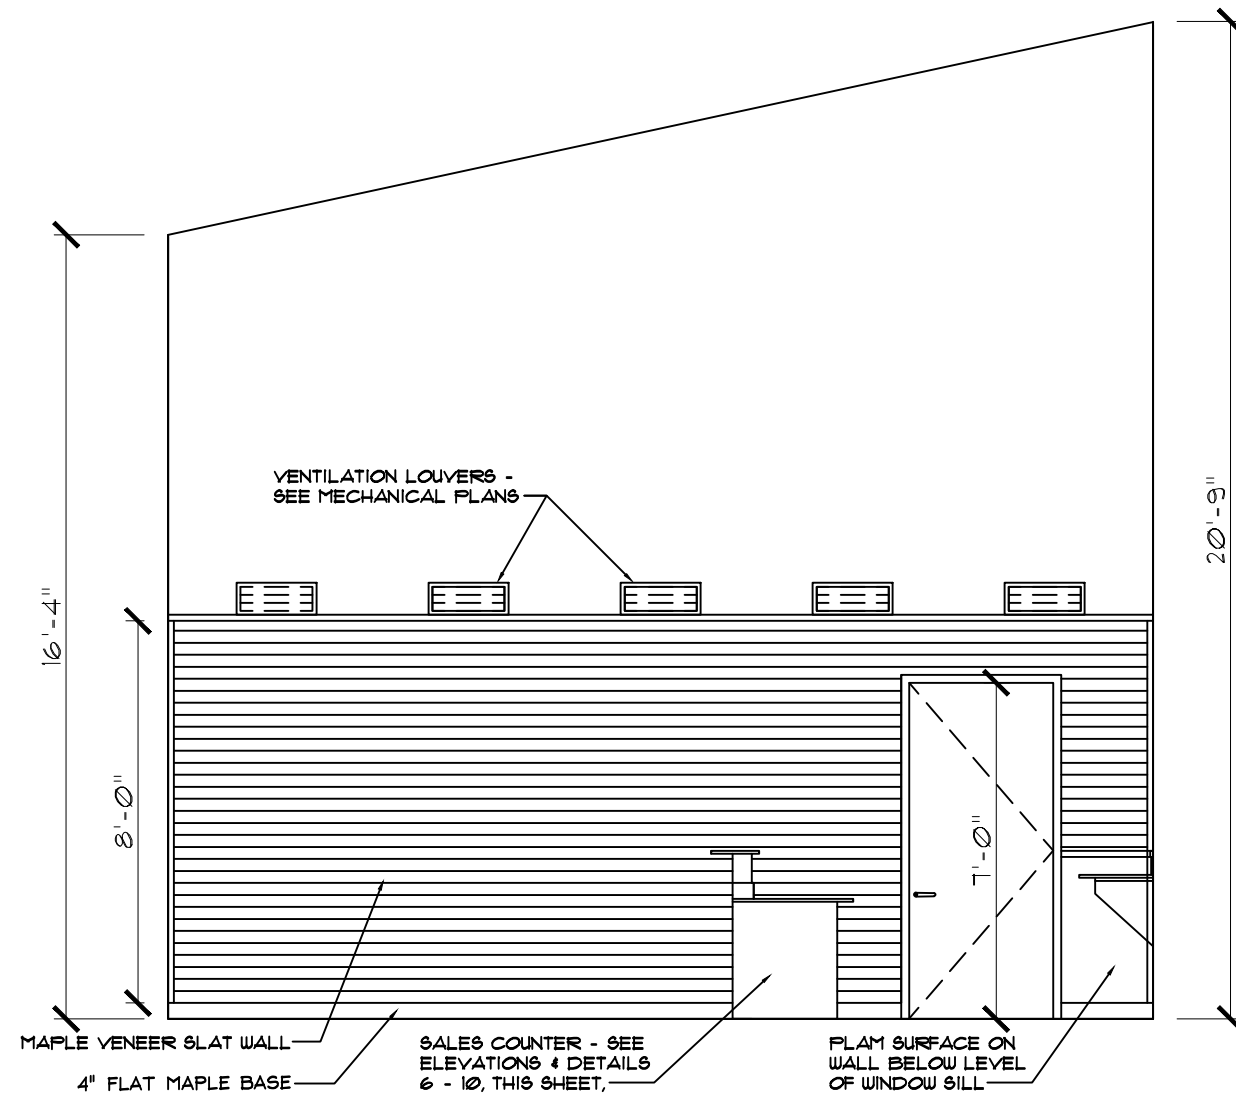 VENTILATION LOUVERS -
SEE MECHANICAL PLANS
16'-4"
20'-9"
8'-0"
7'-0"
MAPLE VENEER SLAT WALL
4" FLAT MAPLE BASE
SALES COUNTER - SEE
ELEVATIONS & DETAILS
6 - 10, THIS SHEET,
PLAM SURFACE ON
WALL BELOW LEVEL
OF WINDOW SILL